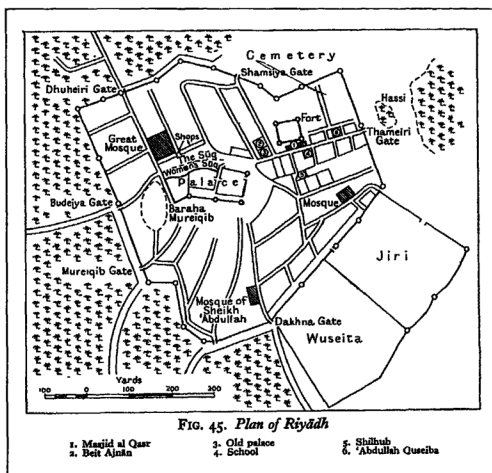 Cemetery
Shamsiya Gate
Dhuheiri Gate
Hassi
Fort
Thameiri
Gate
Great
Mosque
Shops
The Sūq
Women's Sūq
Palace
Budeiya Gate
Baraha
Mureiqib
Mosque
Jiri
Mureiqib Gate
Mosque of
Sheikh
'Abdullah
Dakhna Gate
Wuseita
Yards
100 0 100 200 300
FIG. 45. Plan of Riyādh
1. Masjid al Qasr 3. Old palace 5. Shilhub
2. Beit Ajnān 4. School 6. 'Abdullah Quseiba